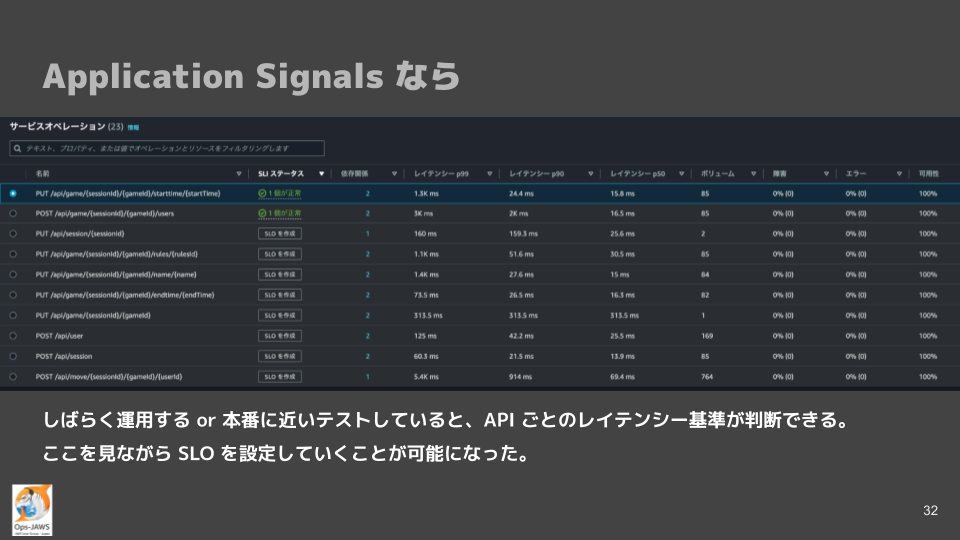 Application Signals なら
サービスオペレーション (23) 情報
テキスト、プロパティ、または値でオペレーションとリソースをフィルタリングします
名前 SLI ステータス 依存関係 レイテンシー p99 レイテンシー p90 レイテンシー p50 ボリューム 障害 エラー 可用性
PUT /api/game/{sessionId}/{gameId}/starttime/{startTime} 1 個が正常 2 1.3K ms 24.4 ms 15.8 ms 85 0% (0) 0% (0) 100%
POST /api/game/{sessionId}/{gameId}/users 1 個が正常 2 3K ms 2K ms 16.5 ms 85 0% (0) 0% (0) 100%
PUT /api/session/{sessionId} SLO を作成 1 160 ms 159.3 ms 25.6 ms 2 0% (0) 0% (0) 100%
PUT /api/game/{sessionId}/{gameId}/rules/{rulesId} SLO を作成 2 1.1K ms 51.6 ms 30.5 ms 85 0% (0) 0% (0) 100%
PUT /api/game/{sessionId}/{gameId}/name/{name} SLO を作成 2 1.4K ms 27.6 ms 15 ms 84 0% (0) 0% (0) 100%
PUT /api/game/{sessionId}/{gameId}/endtime/{endTime} SLO を作成 2 73.5 ms 26.5 ms 16.3 ms 82 0% (0) 0% (0) 100%
PUT /api/game/{sessionId}/{gameId} SLO を作成 2 313.5 ms 313.5 ms 313.5 ms 1 0% (0) 0% (0) 100%
POST /api/user SLO を作成 2 125 ms 42.2 ms 25.5 ms 169 0% (0) 0% (0) 100%
POST /api/session SLO を作成 2 60.3 ms 21.5 ms 13.9 ms 85 0% (0) 0% (0) 100%
POST /api/move/{sessionId}/{gameId}/{userId} SLO を作成 1 5.4K ms 914 ms 69.4 ms 764 0% (0) 0% (0) 100%
しばらく運用する or 本番に近いテストしていると、API ごとのレイテンシー基準が判断できる。
ここを見ながら SLO を設定していくことが可能になった。
Ops-JAWS
32